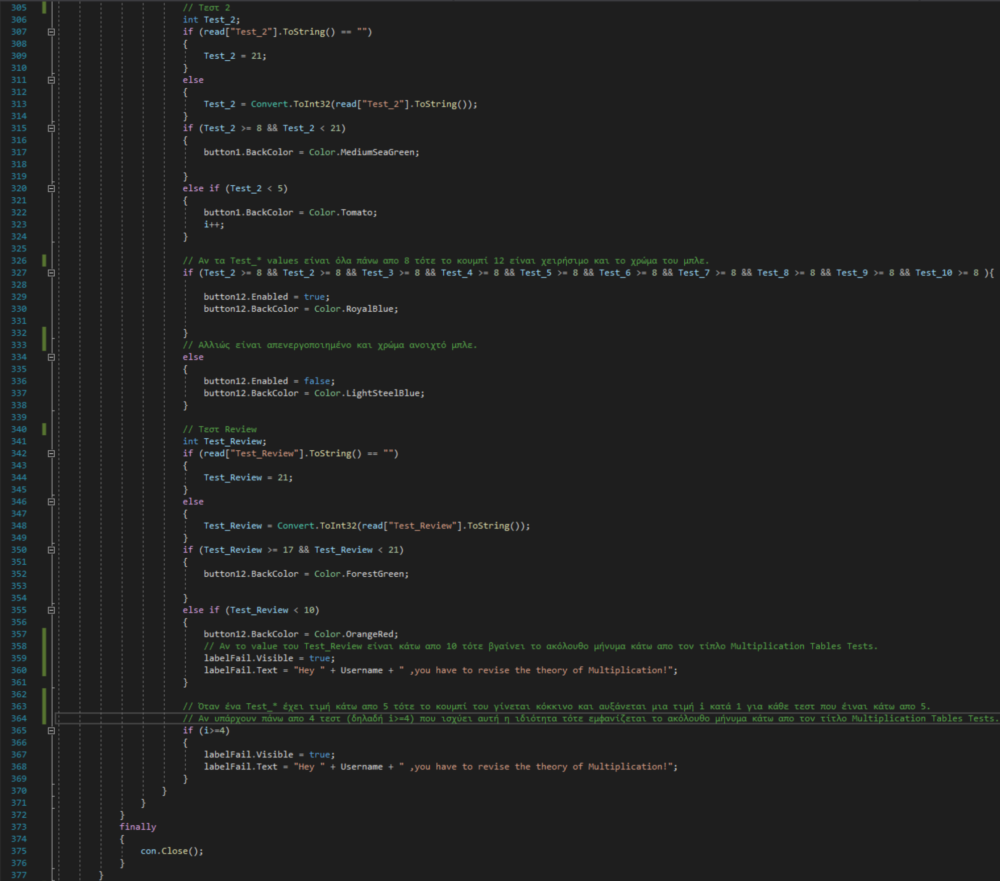 305 // Τεστ 2
306 int Test_2;
307 if (read["Test_2"].ToString() == "")
308 {
309 Test_2 = 21;
310 }
311 else
312 {
313 Test_2 = Convert.ToInt32(read["Test_2"].ToString());
314 }
315 if (Test_2 >= 8 && Test_2 < 21)
316 {
317 button1.BackColor = Color.MediumSeaGreen;
318
319 }
320 else if (Test_2 < 5)
321 {
322 button1.BackColor = Color.Tomato;
323 i++;
324 }
325
326 // Αν τα Test_* values είναι όλα πάνω απο 8 τότε το κουμπί 12 είναι χειρήσιμο και το χρώμα του μπλε.
327 if (Test_2 >= 8 && Test_2 >= 8 && Test_3 >= 8 && Test_4 >= 8 && Test_5 >= 8 && Test_6 >= 8 && Test_7 >= 8 && Test_8 >= 8 && Test_9 >= 8 && Test_10 >= 8 ){
328
329 button12.Enabled = true;
330 button12.BackColor = Color.RoyalBlue;
331
332 }
333 // Αλλιώς είναι απενεργοποιημένο και χρώμα ανοιχτό μπλε.
334 else
335 {
336 button12.Enabled = false;
337 button12.BackColor = Color.LightSteelBlue;
338 }
339
340 // Τεστ Review
341 int Test_Review;
342 if (read["Test_Review"].ToString() == "")
343 {
344 Test_Review = 21;
345 }
346 else
347 {
348 Test_Review = Convert.ToInt32(read["Test_Review"].ToString());
349 }
350 if (Test_Review >= 17 && Test_Review < 21)
351 {
352 button12.BackColor = Color.ForestGreen;
353
354 }
355 else if (Test_Review < 10)
356 {
357 button12.BackColor = Color.OrangeRed;
358 // Αν το value του Test_Review είναι κάτω απο 10 τότε βγαίνει το ακόλουθο μήνυμα κάτω απο τον τίπλο Multiplication Tables Tests.
359 labelFail.Visible = true;
360 labelFail.Text = "Hey " + Username + " ,you have to revise the theory of Multiplication!";
361 }
362
363 // Όταν ένα Test_* έχει τιμή κάτω απο 5 τότε το κουμπί του γίνεται κόκκινο και αυξάνεται μια τιμή i κατά 1 για κάθε τεστ που έιναι κάτω απο 5.
364 // Αν υπάρχουν πάνω απο 4 τεστ (δηλαδή i>=4) που ισχύει αυτή η ιδιότητα τότε εμφανίζεται το ακόλουθο μήνυμα κάτω απο τον τίτλο Multiplication Tables Tests.
365 if (i>=4)
366 {
367 labelFail.Visible = true;
368 labelFail.Text = "Hey " + Username + " ,you have to revise the theory of Multiplication!";
369 }
370 }
371 }
372 }
373 finally
374 {
375 con.Close();
376 }
377 }